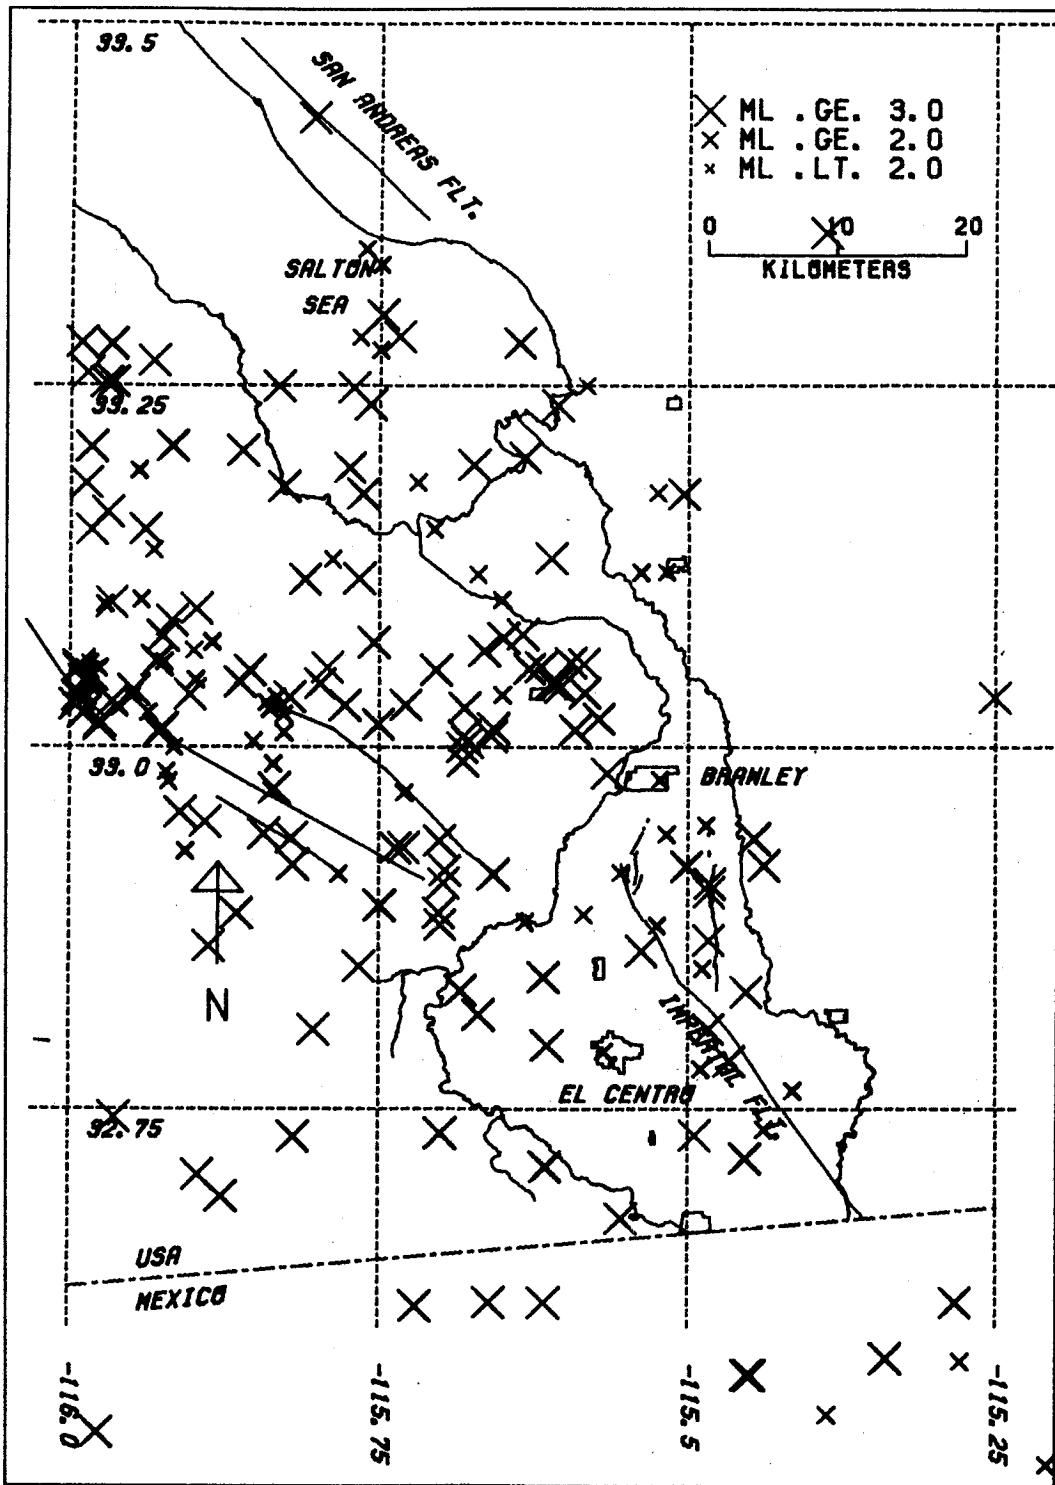 33.5
SAN ANDREAS FLT.
ML .GE. 3.0
ML .GE. 2.0
ML .LT. 2.0
0 10 20
KILOMETERS
SALTON
SEA
33.25
33.0
BRAWLEY
N
IMPERIAL FLT.
EL CENTRO
32.75
USA
MEXICO
-116.0
-115.75
-115.5
-115.25